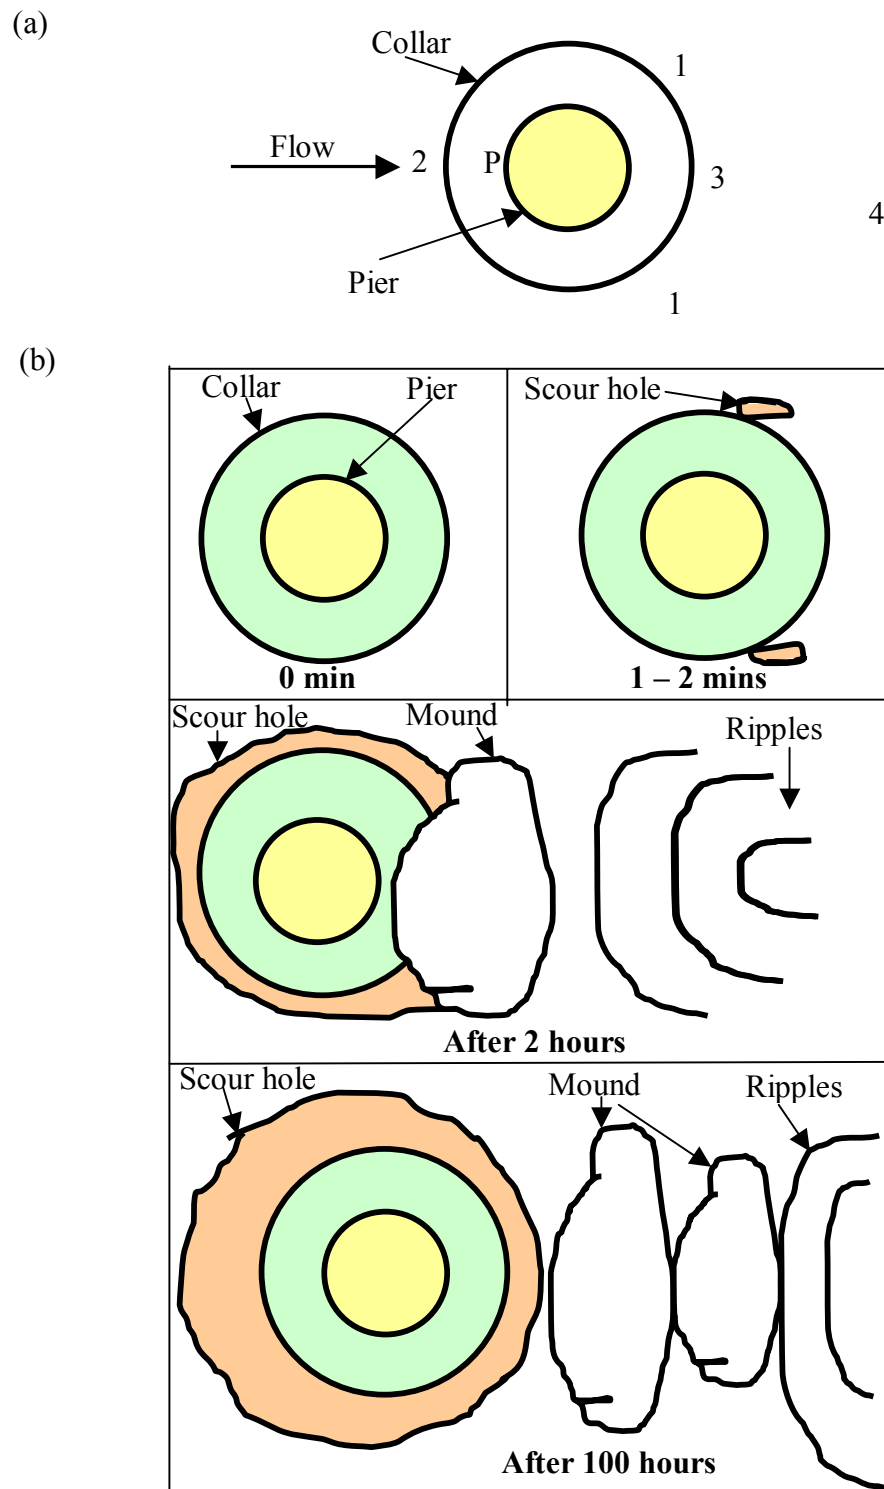 (a)
Collar
1
Flow
2
P
3
4
Pier
1
(b)
Collar
Pier
Scour hole
0 min
1 – 2 mins
Scour hole
Mound
Ripples
After 2 hours
Scour hole
Mound
Ripples
After 100 hours